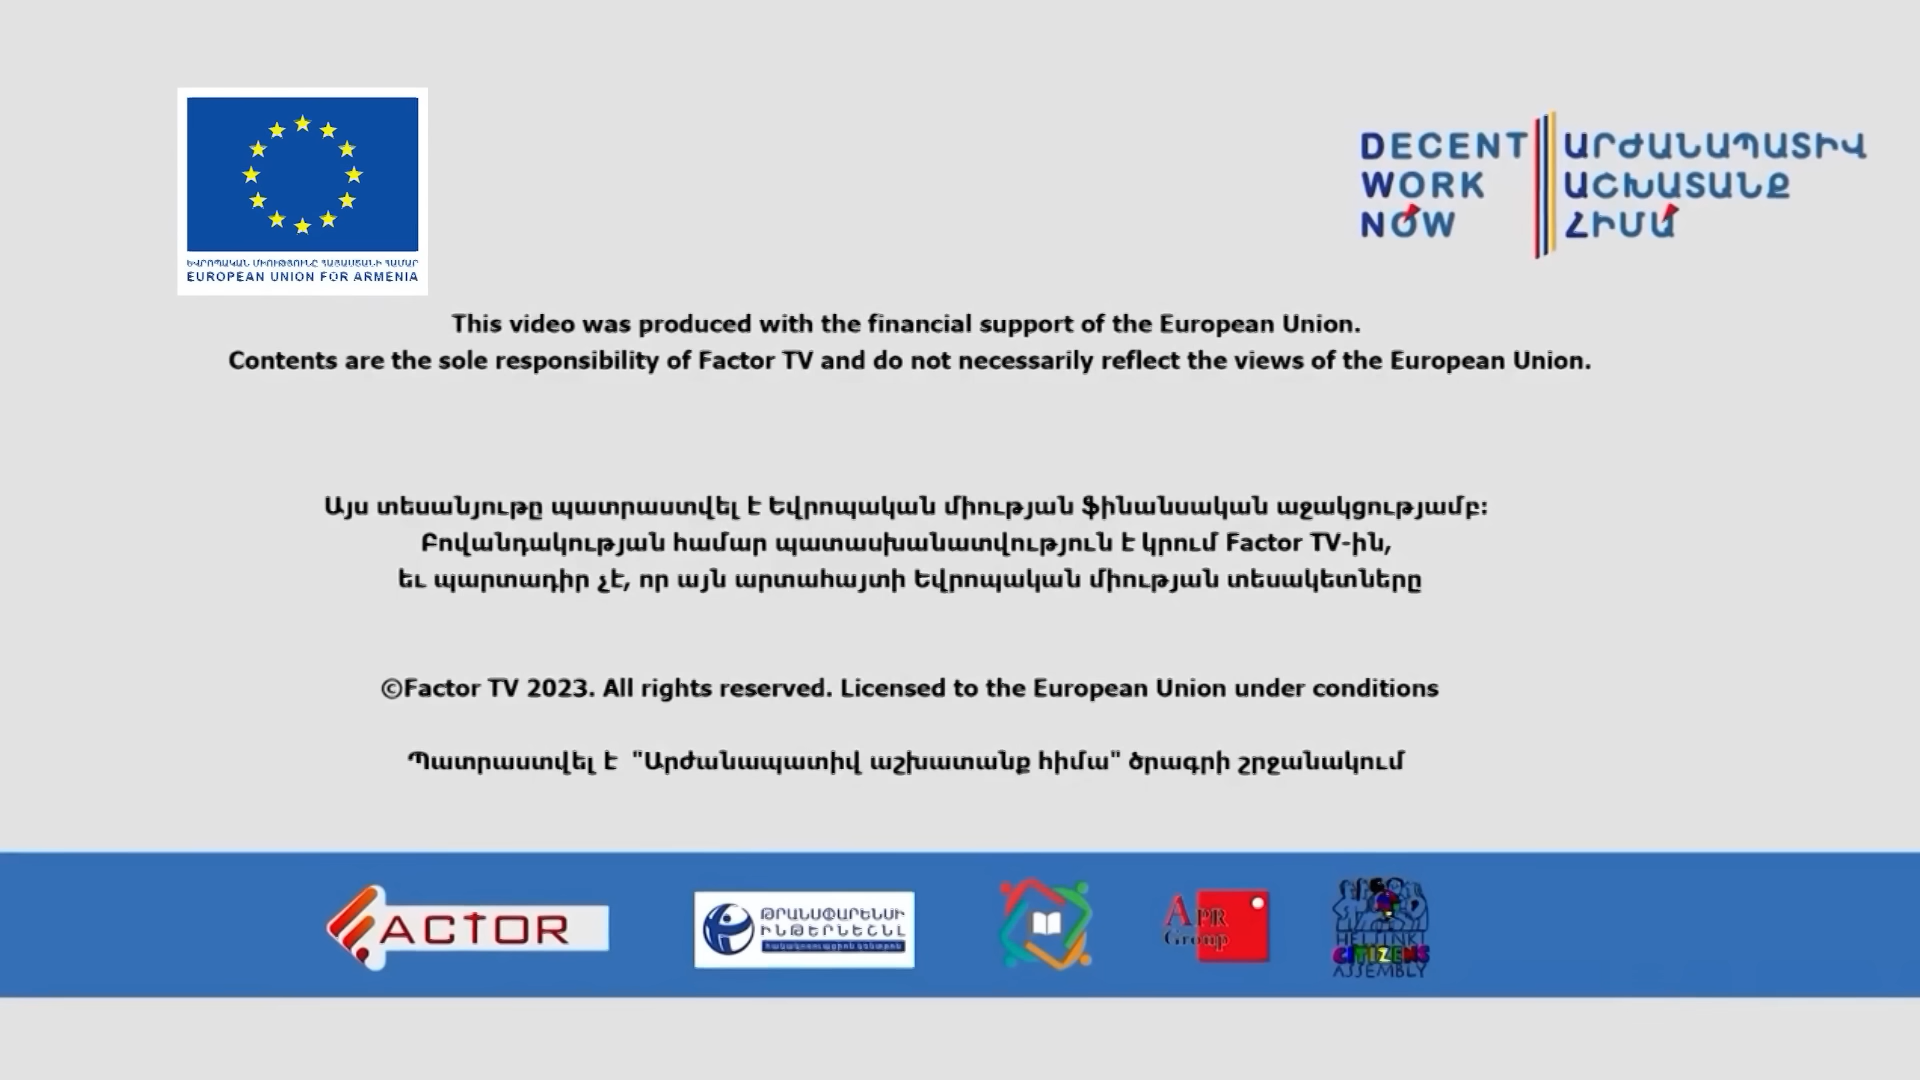 ԵՎՐՈՊԱԿԱՆ ՄԻՈՒԹՅՈՒՆԸ ՀԱՅԱՍՏԱՆԻ ՀԱՄԱՐ
EUROPEAN UNION FOR ARMENIA
DECENT
WORK
NOW
ԱՐԺԱՆԱՊԱՏԻՎ
ԱՇԽԱՏԱՆՔ
ՀԻՄԱ
This video was produced with the financial support of the European Union.
Contents are the sole responsibility of Factor TV and do not necessarily reflect the views of the European Union.
Այս տեսանյութը պատրաստվել է Եվրոպական միության ֆինանսական աջակցությամբ:
Բովանդակության համար պատասխանատվություն է կրում Factor TV-ին,
եւ պարտադիր չէ, որ այն արտահայտի Եվրոպական միության տեսակետները
©Factor TV 2023. All rights reserved. Licensed to the European Union under conditions
Պատրաստվել է "Արժանապատիվ աշխատանք հիմա" ծրագրի շրջանակում
FACTOR
ԹՐԱՆՍՓԱՐԵՆՍԻ
ԻՆԹԵՐՆԵՇՆԼ
հակակոռուպցիոն կենտրոն
APR
Group
HELSINKI
CITIZENS
ASSEMBLY